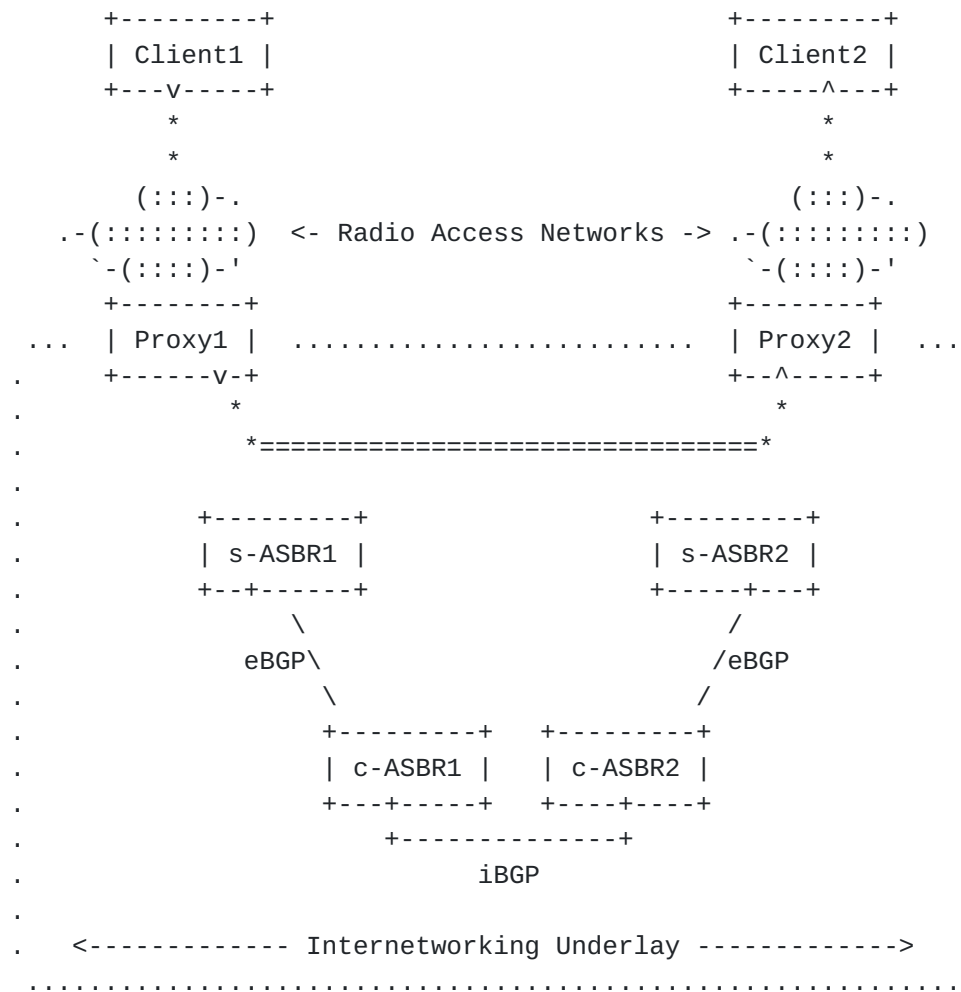 Client1 Client2
<- Radio Access Networks ->
Proxy1 Proxy2
s-ASBR1 s-ASBR2
eBGP eBGP
c-ASBR1 c-ASBR2
iBGP
<------------- Internetworking Underlay ------------->